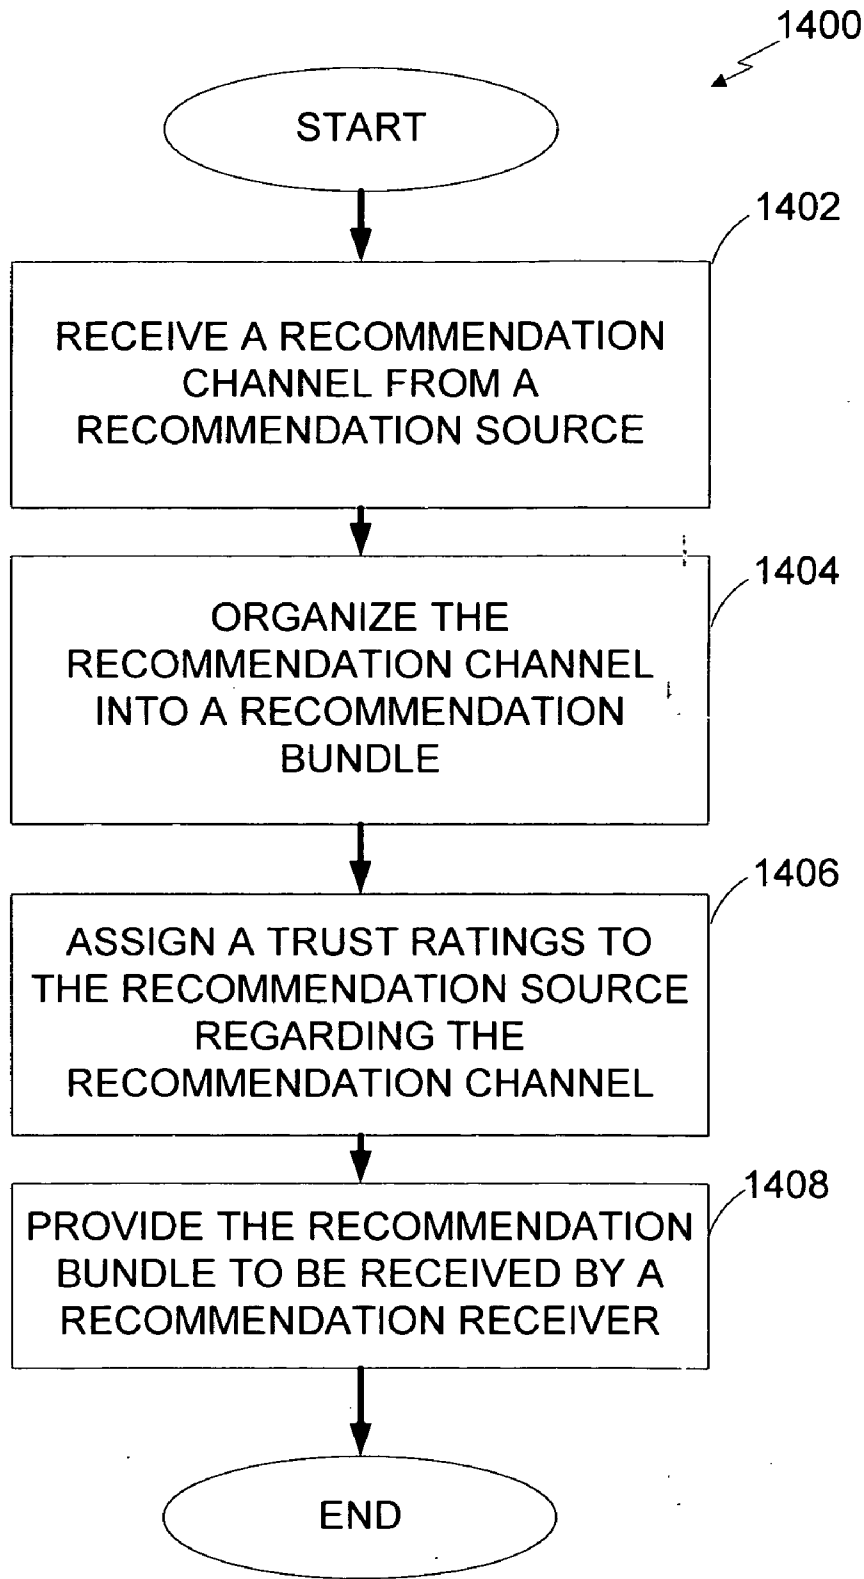 1400
START
1402
RECEIVE A RECOMMENDATION
CHANNEL FROM A
RECOMMENDATION SOURCE
1404
ORGANIZE THE
RECOMMENDATION CHANNEL
INTO A RECOMMENDATION
BUNDLE
1406
ASSIGN A TRUST RATINGS TO
THE RECOMMENDATION SOURCE
REGARDING THE
RECOMMENDATION CHANNEL
1408
PROVIDE THE RECOMMENDATION
BUNDLE TO BE RECEIVED BY A
RECOMMENDATION RECEIVER
END